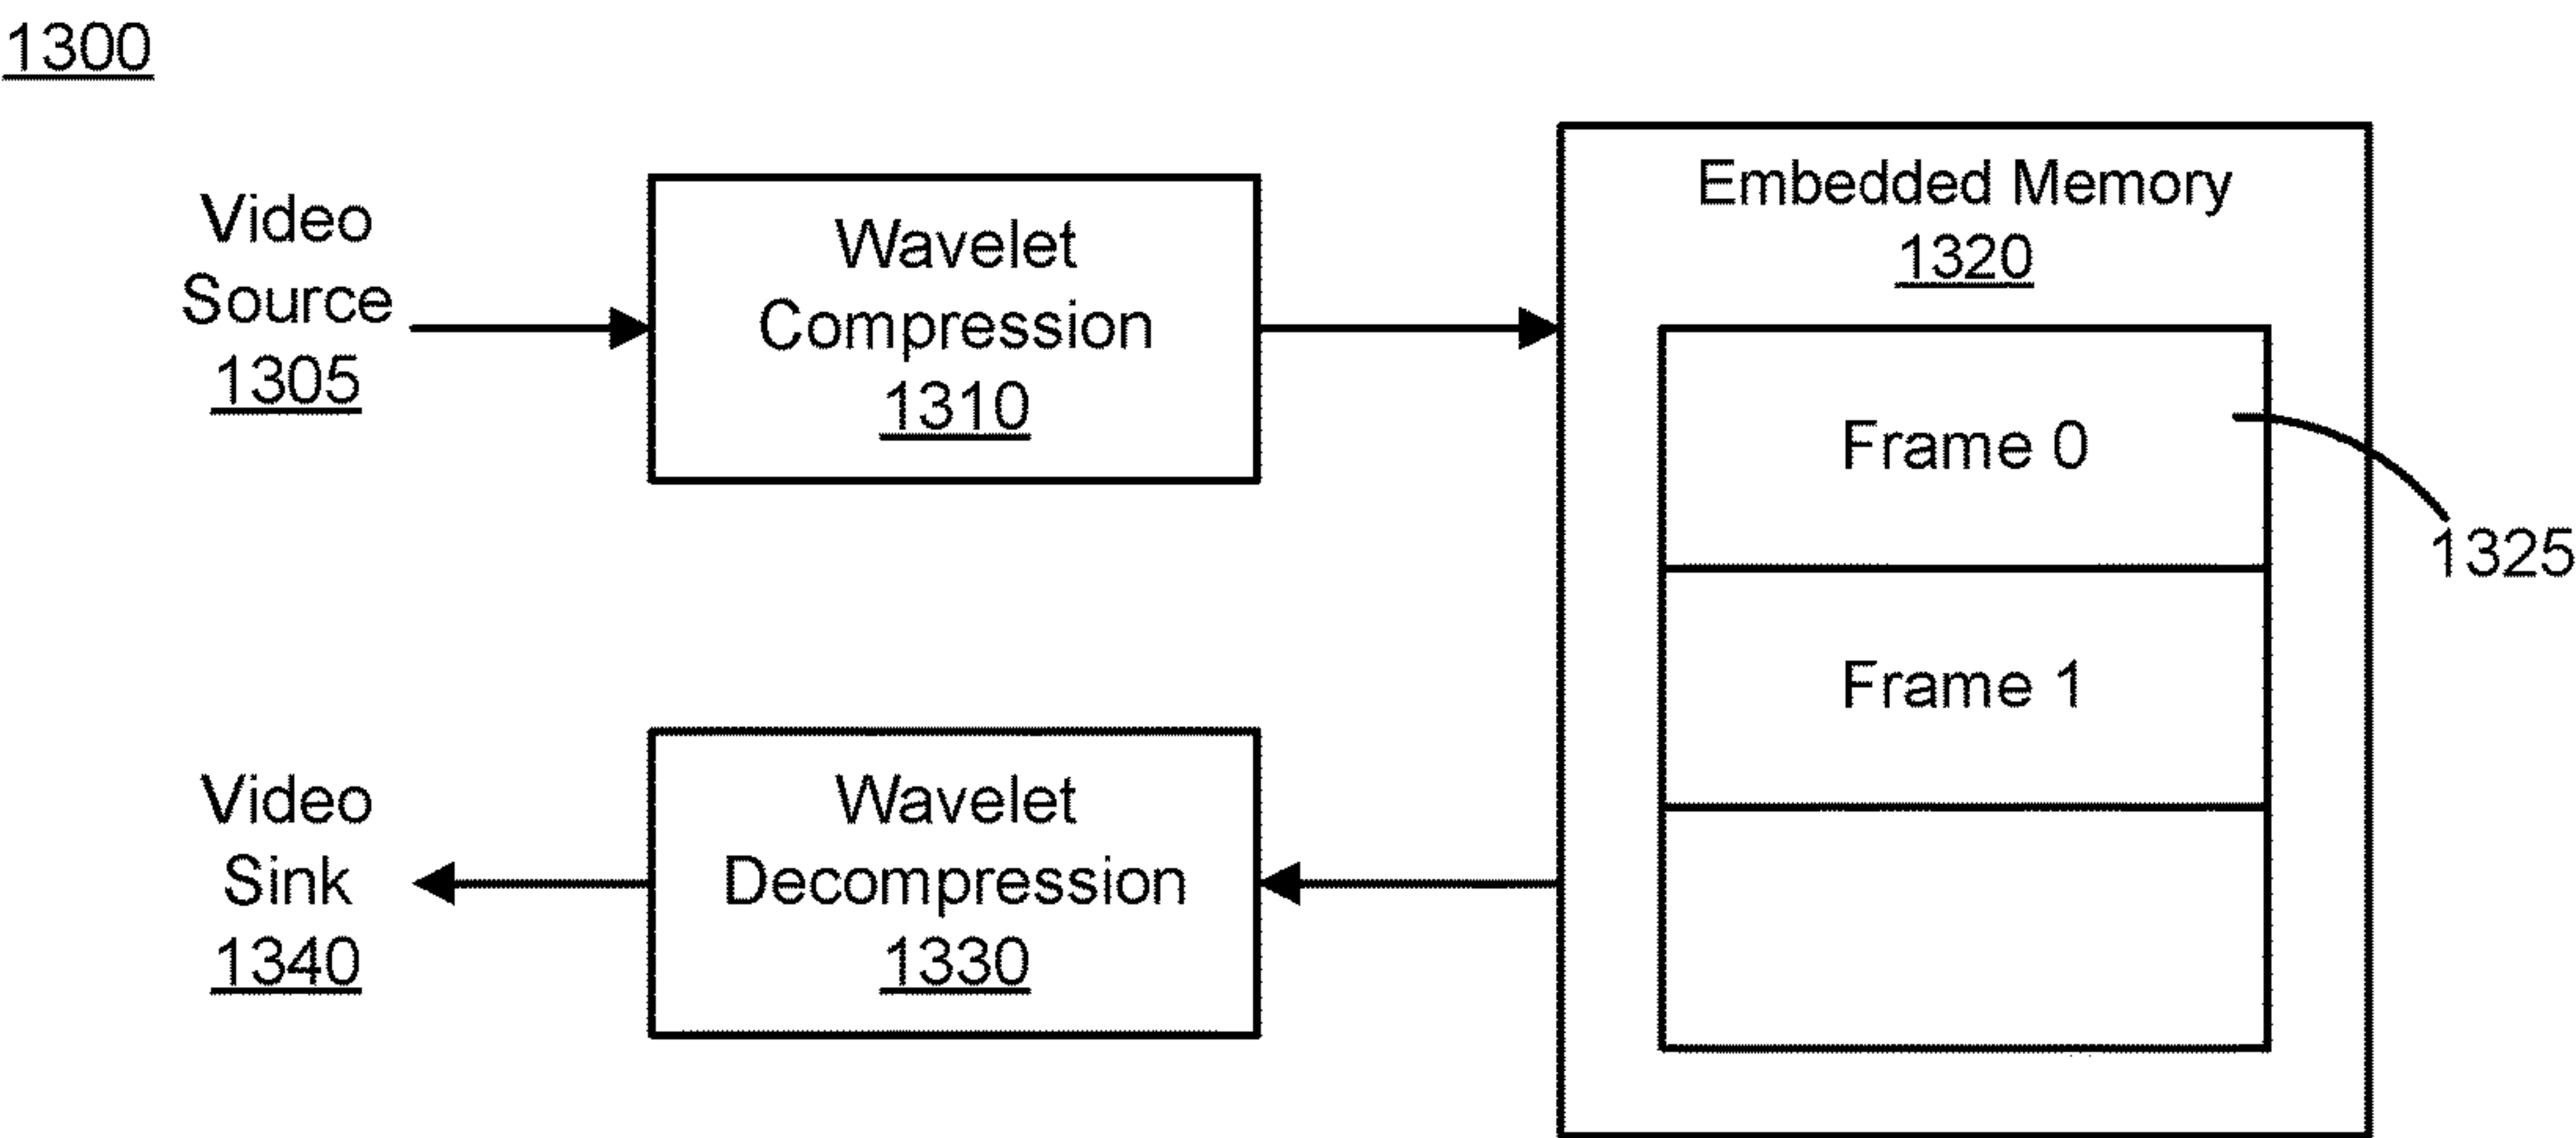 1300
Video
Source
1305
Wavelet
Compression
1310
Embedded Memory
1320
Frame 0
1325
Frame 1
Video
Sink
1340
Wavelet
Decompression
1330